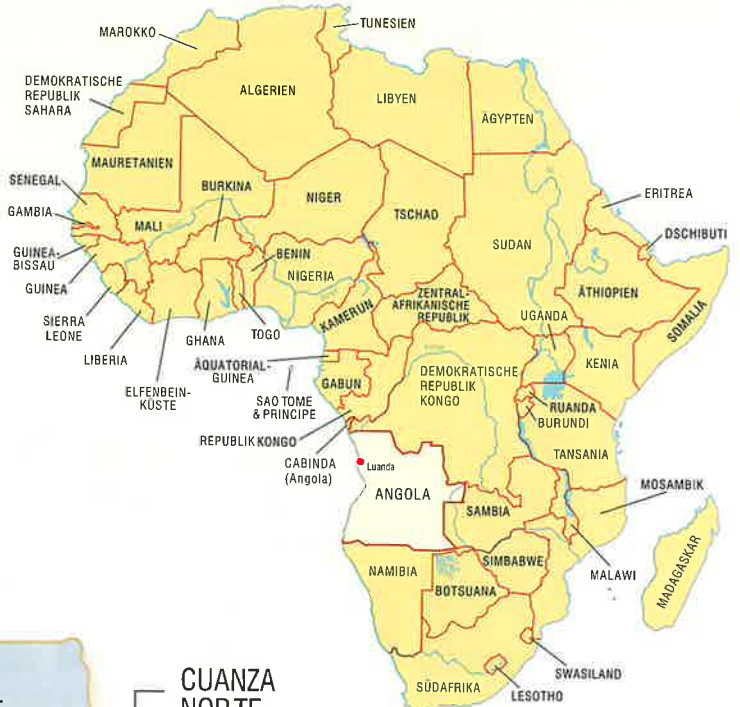 TUNESIEN
MAROKKO
DEMOKRATISCHE
REPUBLIK
SAHARA
ALGERIEN
LIBYEN
ÄGYPTEN
MAURETANIEN
SENEGAL
BURKINA
NIGER
ERITREA
GAMBIA
MALI
TSCHAD
DSCHIBUTI
SUDAN
GUINEA-
BISSAU
BENIN
NIGERIA
GUINEA
ÄTHIOPIEN
ZENTRAL-
AFRIKANISCHE
REPUBLIK
SOMALIA
KAMERUN
UGANDA
SIERRA
LEONE
GHANA
TOGO
LIBERIA
ÄQUATORIAL-
GUINEA
KENIA
DEMOKRATISCHE
REPUBLIK
KONGO
GABUN
ELFENBEIN-
KÜSTE
SAO TOME
& PRINCIPE
RUANDA
BURUNDI
REPUBLIK KONGO
TANSANIA
CABINDA
(Angola)
Luanda
MOSAMBIK
ANGOLA
SAMBIA
SIMBABWE
MALAWI
NAMIBIA
MADAGASKAR
BOTSUANA
SWASILAND
SÜDAFRIKA
LESOTHO
CUANZA
NORTE